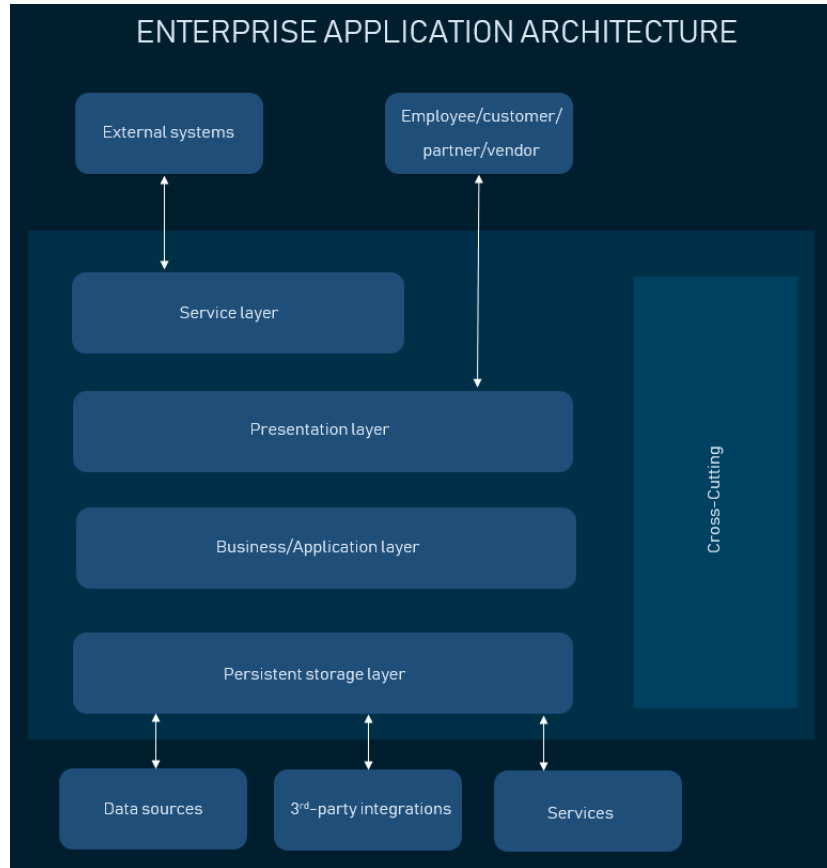 ENTERPRISE APPLICATION ARCHITECTURE
External systems
Employee/customer/
partner/vendor
Service layer
Presentation layer
Business/Application layer
Cross-Cutting
Persistent storage layer
Data sources
3rd-party integrations
Services